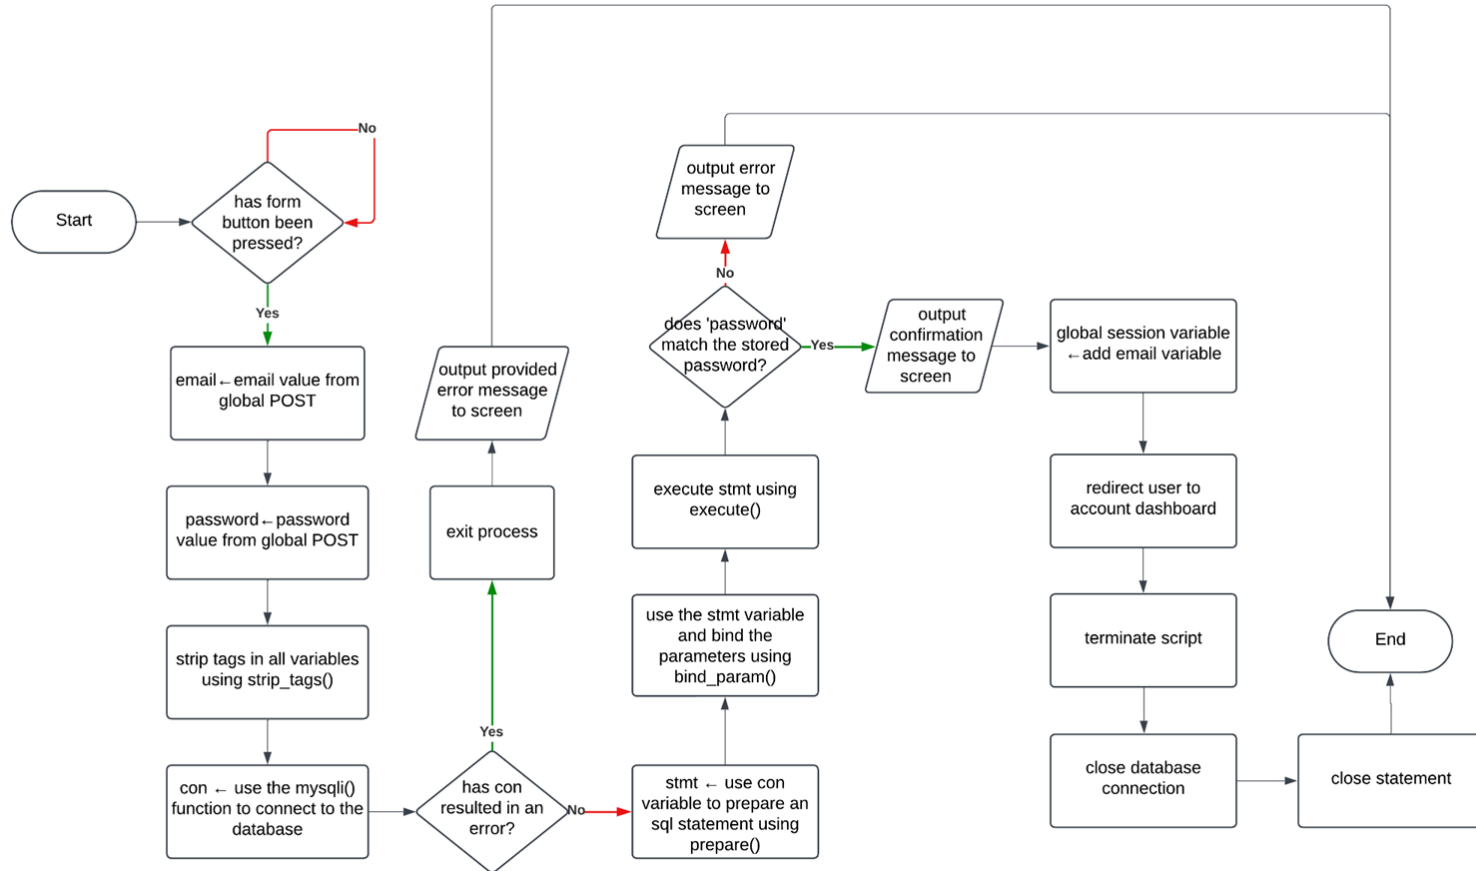 Start
No
has form
button been
pressed?
Yes
email←email value from
global POST
password←password
value from global POST
strip tags in all variables
using strip_tags()
con ← use the mysqli()
function to connect to the
database
has con
resulted in an
error?
Yes
exit process
output provided
error message
to screen
No
stmt ← use con
variable to prepare an
sql statement using
prepare()
use the stmt variable
and bind the
parameters using
bind_param()
execute stmt using
execute()
does 'password'
match the stored
password?
No
output error
message to
screen
Yes
output
confirmation
message to
screen
global session variable
←add email variable
redirect user to
account dashboard
terminate script
close database
connection
close statement
End